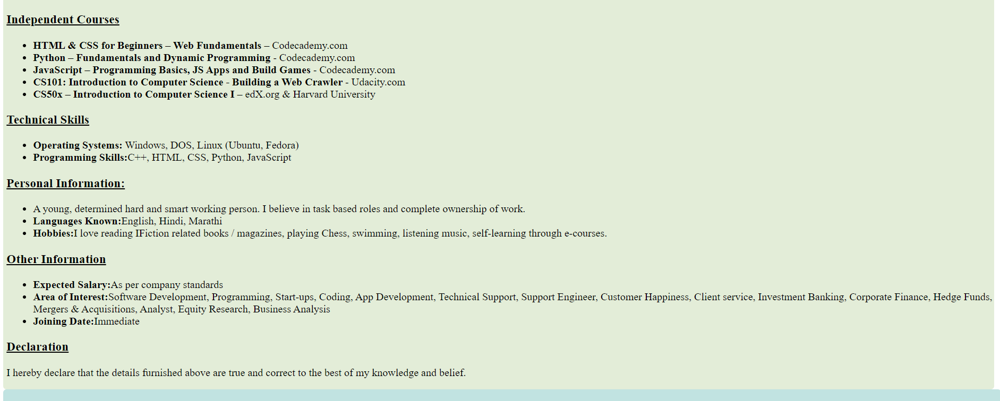 Independent Courses
• HTML & CSS for Beginners – Web Fundamentals – Codecademy.com
• Python – Fundamentals and Dynamic Programming - Codecademy.com
• JavaScript – Programming Basics, JS Apps and Build Games - Codecademy.com
• CS101: Introduction to Computer Science - Building a Web Crawler - Udacity.com
• CS50x – Introduction to Computer Science I – edX.org & Harvard University
Technical Skills
• Operating Systems: Windows, DOS, Linux (Ubuntu, Fedora)
• Programming Skills:C++, HTML, CSS, Python, JavaScript
Personal Information:
• A young, determined hard and smart working person. I believe in task based roles and complete ownership of work.
• Languages Known:English, Hindi, Marathi
• Hobbies:I love reading IFiction related books / magazines, playing Chess, swimming, listening music, self-learning through e-courses.
Other Information
• Expected Salary:As per company standards
• Area of Interest:Software Development, Programming, Start-ups, Coding, App Development, Technical Support, Support Engineer, Customer Happiness, Client service, Investment Banking, Corporate Finance, Hedge Funds,
Mergers & Acquisitions, Analyst, Equity Research, Business Analysis
• Joining Date:Immediate
Declaration
I hereby declare that the details furnished above are true and correct to the best of my knowledge and belief.